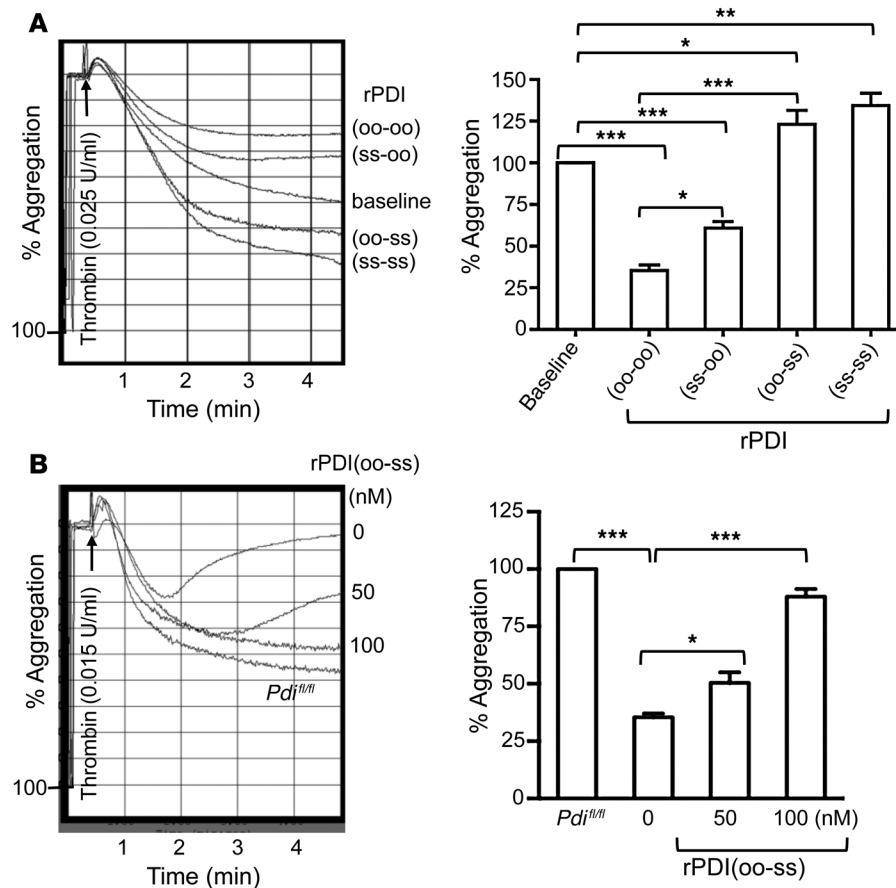 A
% Aggregation
Thrombin (0.025 U/ml)
100
rPDI
(oo-oo)
(ss-oo)
baseline
(oo-ss)
(ss-ss)
1 2 3 4
Time (min)
% Aggregation
150
125
100
75
50
25
0
**
*
***
***
***
*
Baseline
(oo-oo)
(ss-oo)
(oo-ss)
(ss-ss)
rPDI
B
rPDI(oo-ss)
(nM)
0
50
100
Pdi^fl/fl
% Aggregation
Thrombin (0.015 U/ml)
100
1 2 3 4
Time (min)
% Aggregation
125
100
75
50
25
0
*** ***
*
Pdi^fl/fl 0 50 100 (nM)
rPDI(oo-ss)